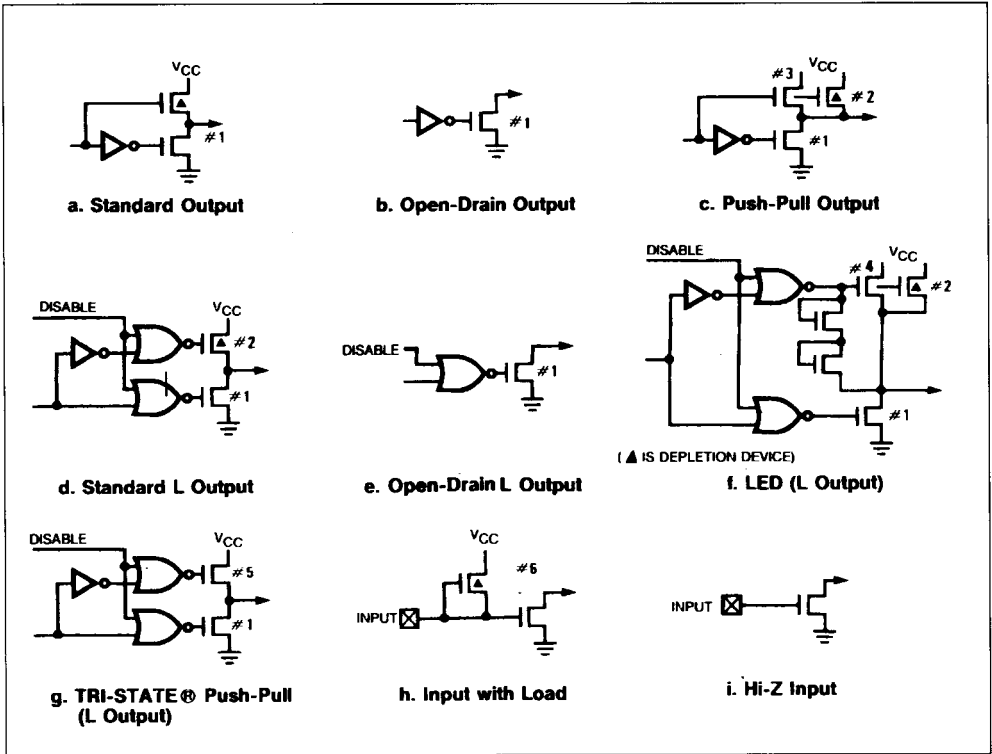 VCC
#1
a. Standard Output
#1
b. Open-Drain Output
#3 VCC
#2
#1
c. Push-Pull Output
DISABLE
VCC
#2
#1
d. Standard L Output
DISABLE
#1
e. Open-Drain L Output
DISABLE
VCC
#4
#2
#1
(▲ IS DEPLETION DEVICE)
f. LED (L Output)
DISABLE
VCC
#5
#1
g. TRI-STATE® Push-Pull
(L Output)
VCC
#6
INPUT
h. Input with Load
INPUT
i. Hi-Z Input